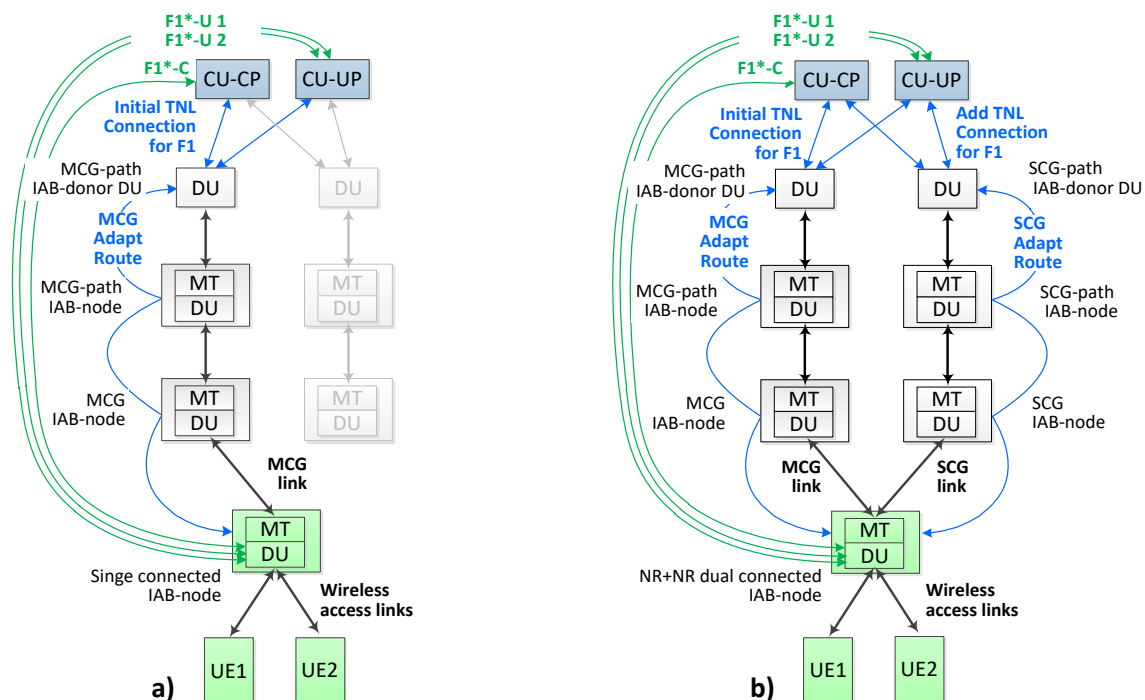 F1*-U 1
F1*-U 2
F1*-C
CU-CP
CU-UP
Initial TNL
Connection
for F1
MCG-path
IAB-donor DU
DU
DU
MCG
Adapt
Route
MCG-path
IAB-node
MT
DU
MT
DU
MCG
IAB-node
MT
DU
MT
DU
MCG
link
MT
DU
Singe connected
IAB-node
Wireless
access links
UE1
UE2
a)
F1*-U 1
F1*-U 2
F1*-C
CU-CP
CU-UP
Initial TNL
Connection
for F1
Add TNL
Connection
for F1
MCG-path
IAB-donor DU
DU
DU
SCG-path
IAB-donor DU
MCG
Adapt
Route
SCG
Adapt
Route
MCG-path
IAB-node
MT
DU
MT
DU
SCG-path
IAB-node
MCG
IAB-node
MT
DU
MT
DU
SCG
IAB-node
MCG
link
SCG
link
MT
DU
NR+NR dual connected
IAB-node
Wireless
access links
UE1
UE2
b)